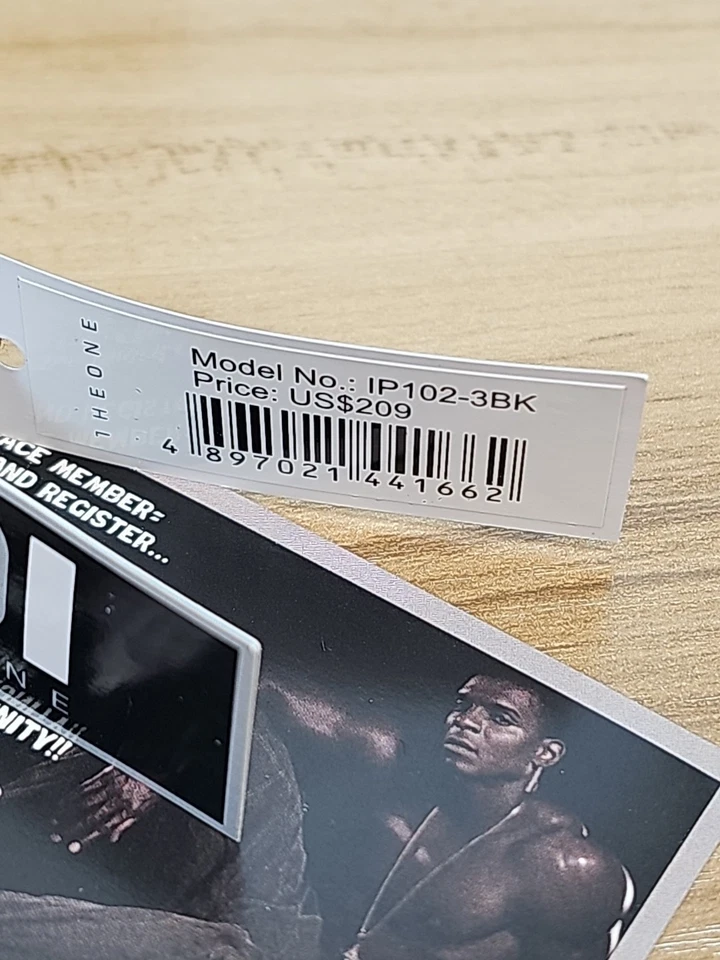 THEONE
Model No.: IP102-3BK
Price: US$209
4 897021 441662
ACE MEMBER=
AND REGISTER...
I
N E
NITY!!